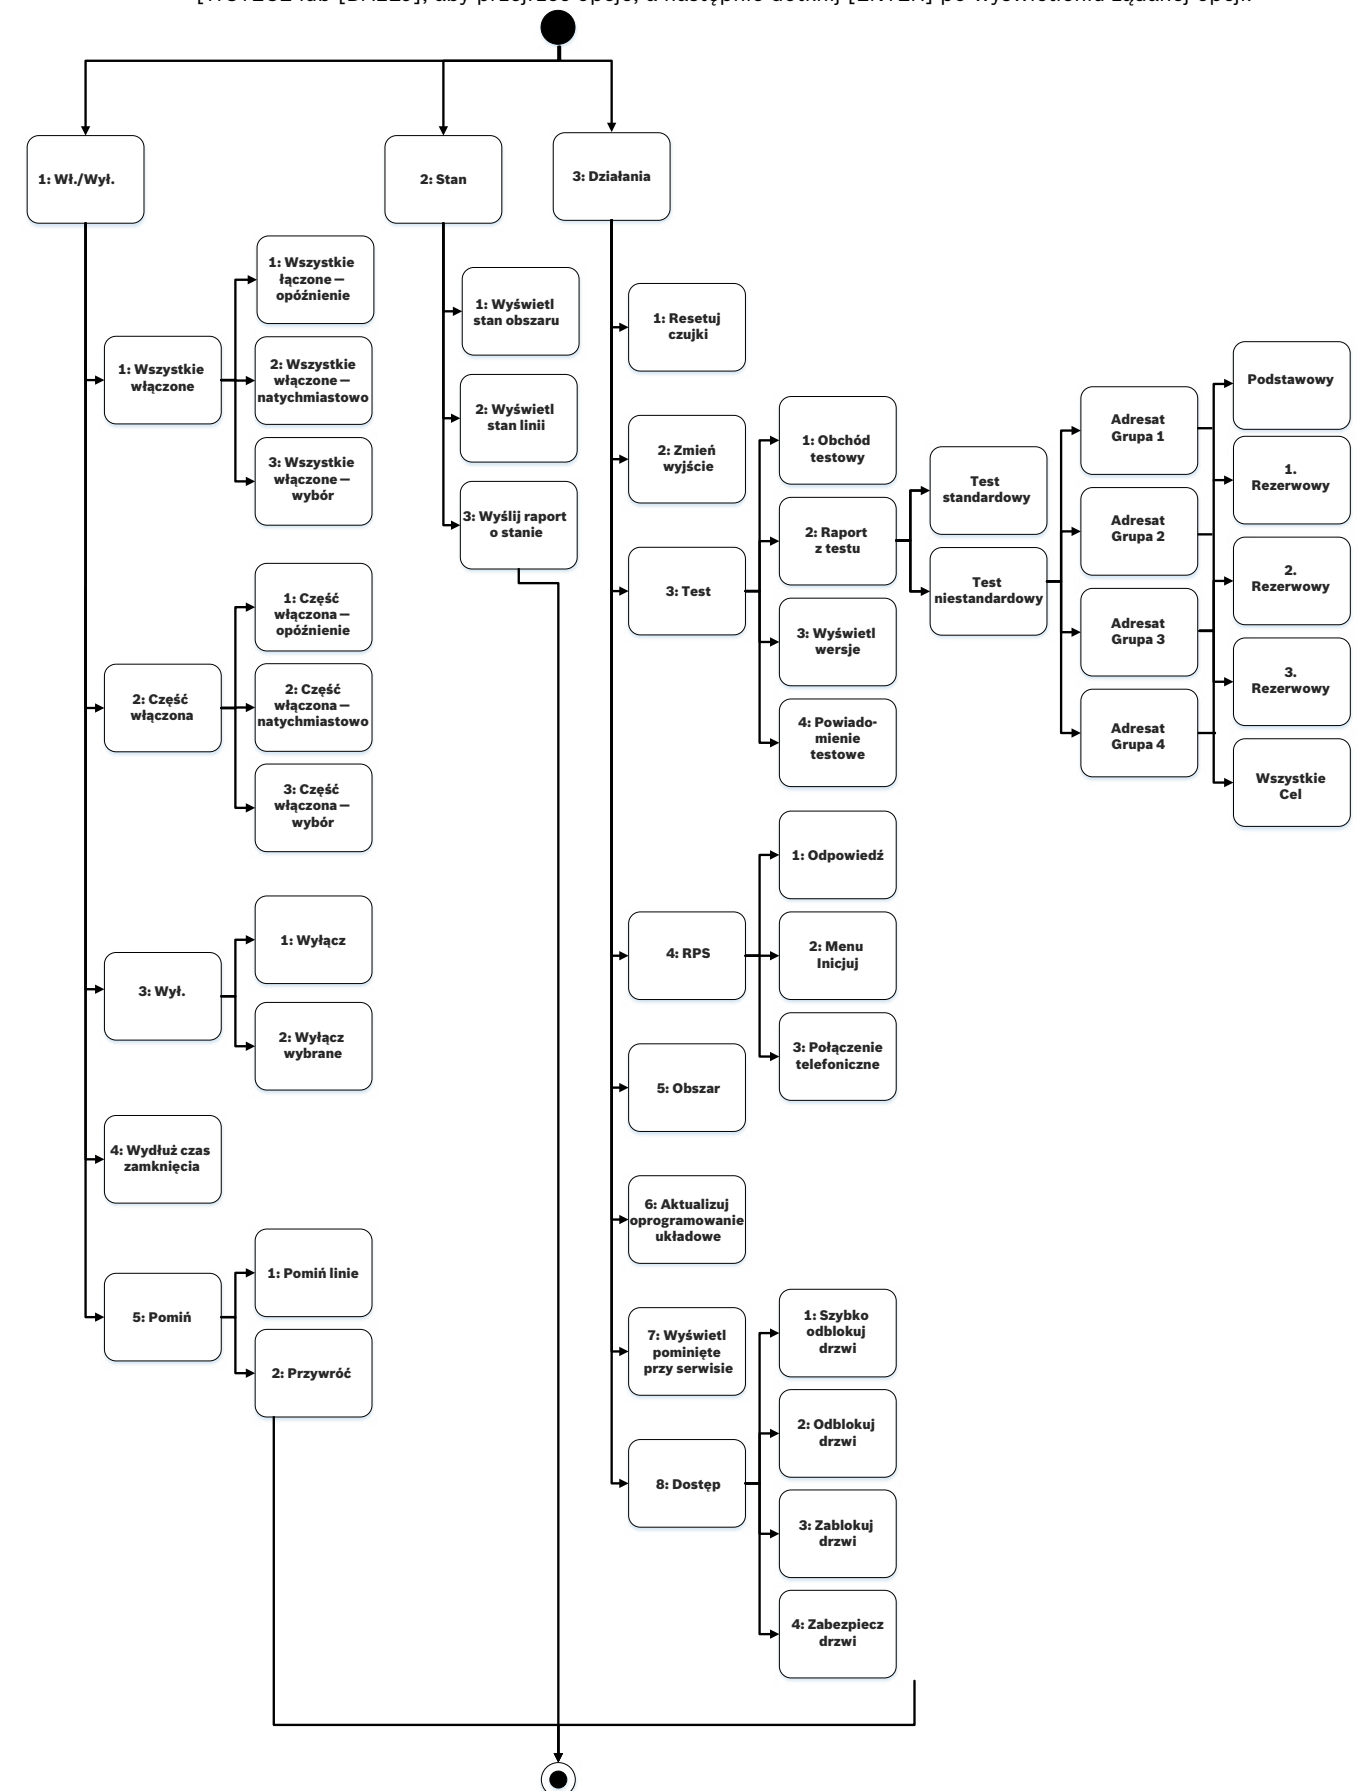 aby przejrzeć opcje, a następnie dotknij [ENTER] po wyświetleniu żądanej opcji.
1: Wł./Wył.
2: Stan
3: Działania
1: Wszystkie
włączone
1: Wszystkie
łączone —
opóźnienie
2: Wszystkie
włączone —
natychmiastowo
3: Wszystkie
włączone —
wybór
2: Część
włączona
1: Część
włączona —
opóźnienie
2: Część
włączona —
natychmiastowo
3: Część
włączona —
wybór
3: Wył.
1: Wyłącz
2: Wyłącz
wybrane
4: Wydłuż czas
zamknięcia
5: Pomiń
1: Pomiń linie
2: Przywróć
1: Wyświetl
stan obszaru
2: Wyświetl
stan linii
3: Wyślij raport
o stanie
1: Resetuj
czujki
2: Zmień
wyjście
3: Test
1: Obchód
testowy
2: Raport
z testu
3: Wyświetl
wersje
4: Powiado-
mienie
testowe
Test
standardowy
Test
niestandardowy
Adresat
Grupa 1
Adresat
Grupa 2
Adresat
Grupa 3
Adresat
Grupa 4
Podstawowy
1.
Rezerwowy
2.
Rezerwowy
3.
Rezerwowy
Wszystkie
Cel
4: RPS
1: Odpowiedź
2: Menu
Inicjuj
3: Połączenie
telefoniczne
5: Obszar
6: Aktualizuj
oprogramowanie
układowe
7: Wyświetl
pominięte
przy serwisie
8: Dostęp
1: Szybko
odblokuj
drzwi
2: Odblokuj
drzwi
3: Zablokuj
drzwi
4: Zabezpiecz
drzwi